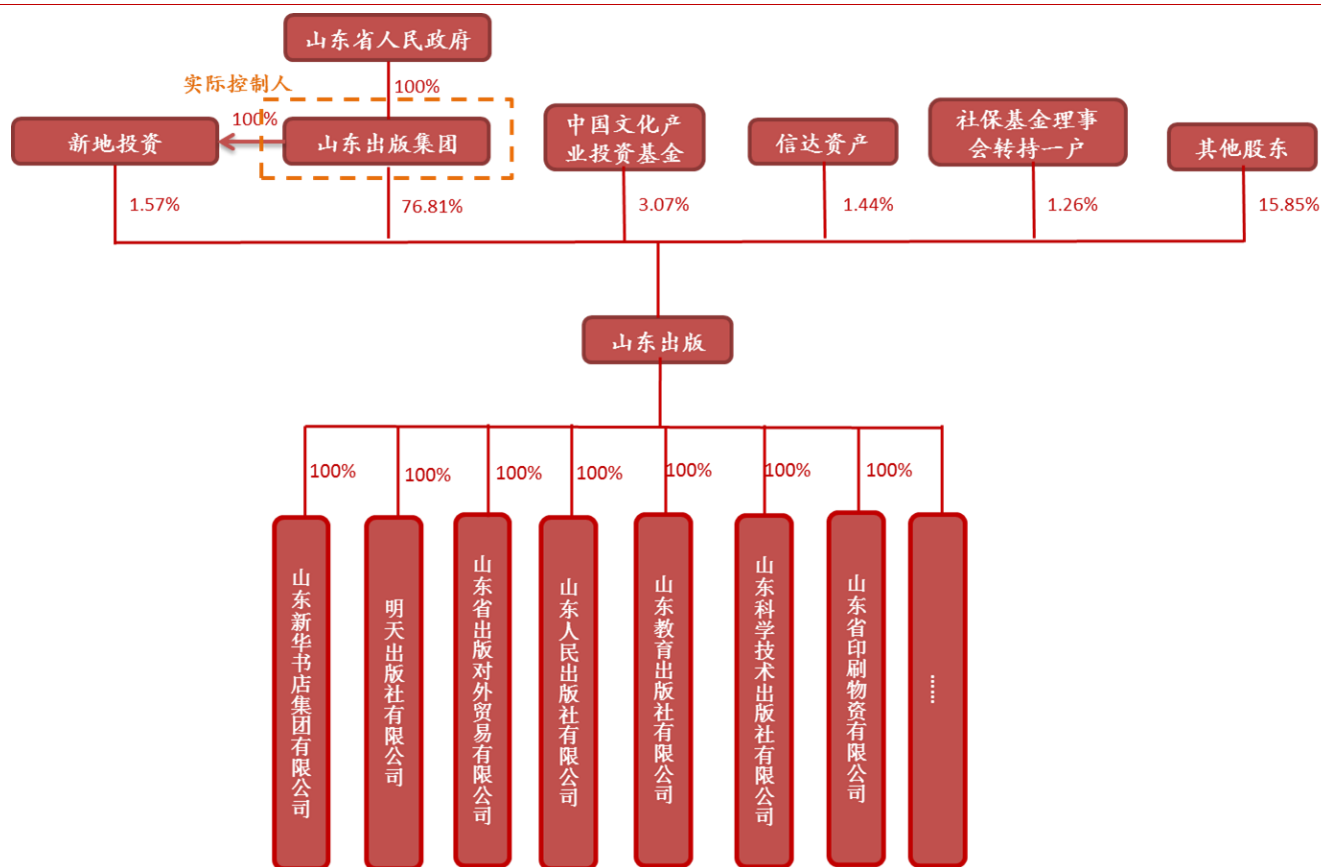 山东省人民政府
实际控制人
100%
100%
新地投资
山东出版集团
中国文化产
业投资基金
信达资产
社保基金理事
会转持一户
其他股东
1.57%
76.81%
3.07%
1.44%
1.26%
15.85%
山东出版
100%
100%
100%
100%
100%
100%
100%
山东新华书店集团有限公司
明天出版社有限公司
山东省出版对外贸易有限公司
山东人民出版社有限公司
山东教育出版社有限公司
山东科学技术出版社有限公司
山东省印刷物资有限公司
......